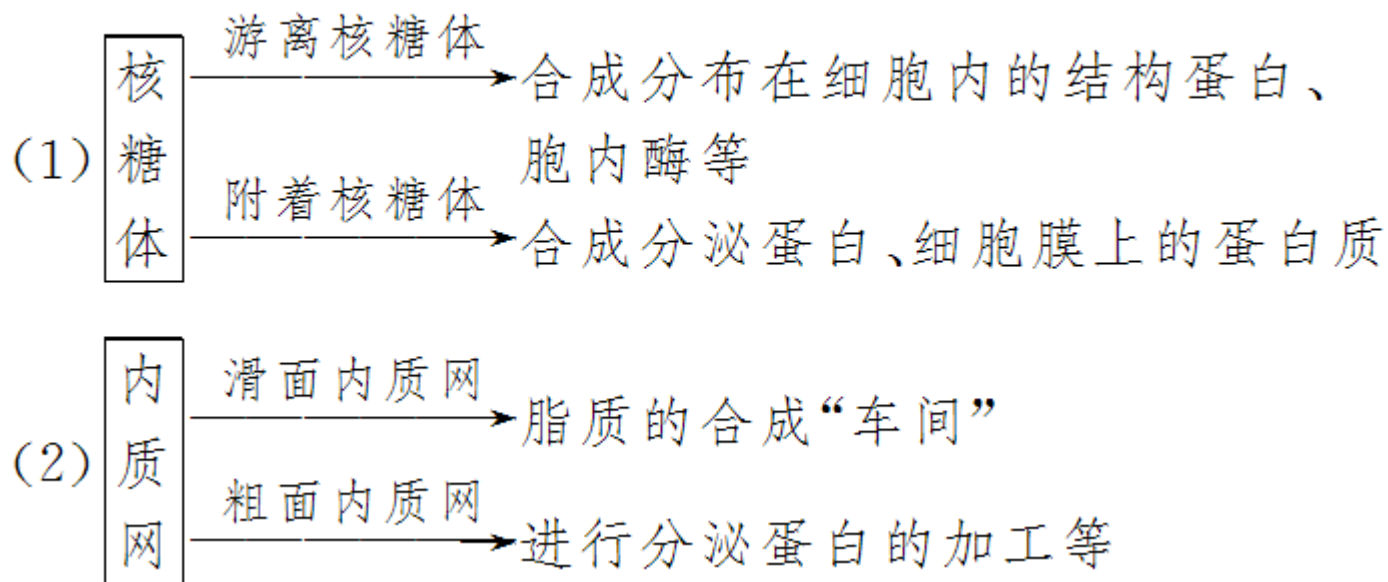 (1)
核糖体
游离核糖体
合成分布在细胞内的结构蛋白、
胞内酶等
附着核糖体
合成分泌蛋白、细胞膜上的蛋白质
(2)
内质网
滑面内质网
脂质的合成“车间”
粗面内质网
进行分泌蛋白的加工等